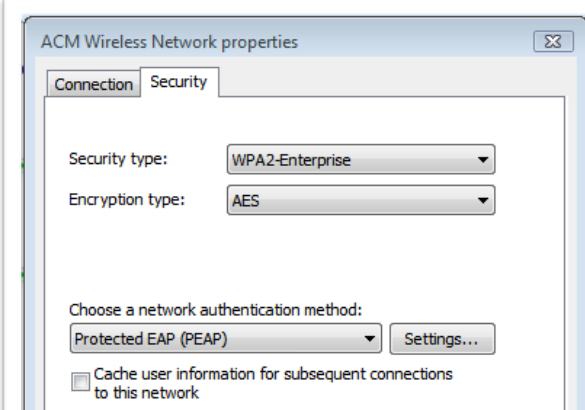 ACM Wireless Network properties
Connection Security
Security type: WPA2-Enterprise
Encryption type: AES
Choose a network authentication method:
Protected EAP (PEAP) Settings...
Cache user information for subsequent connections
to this network